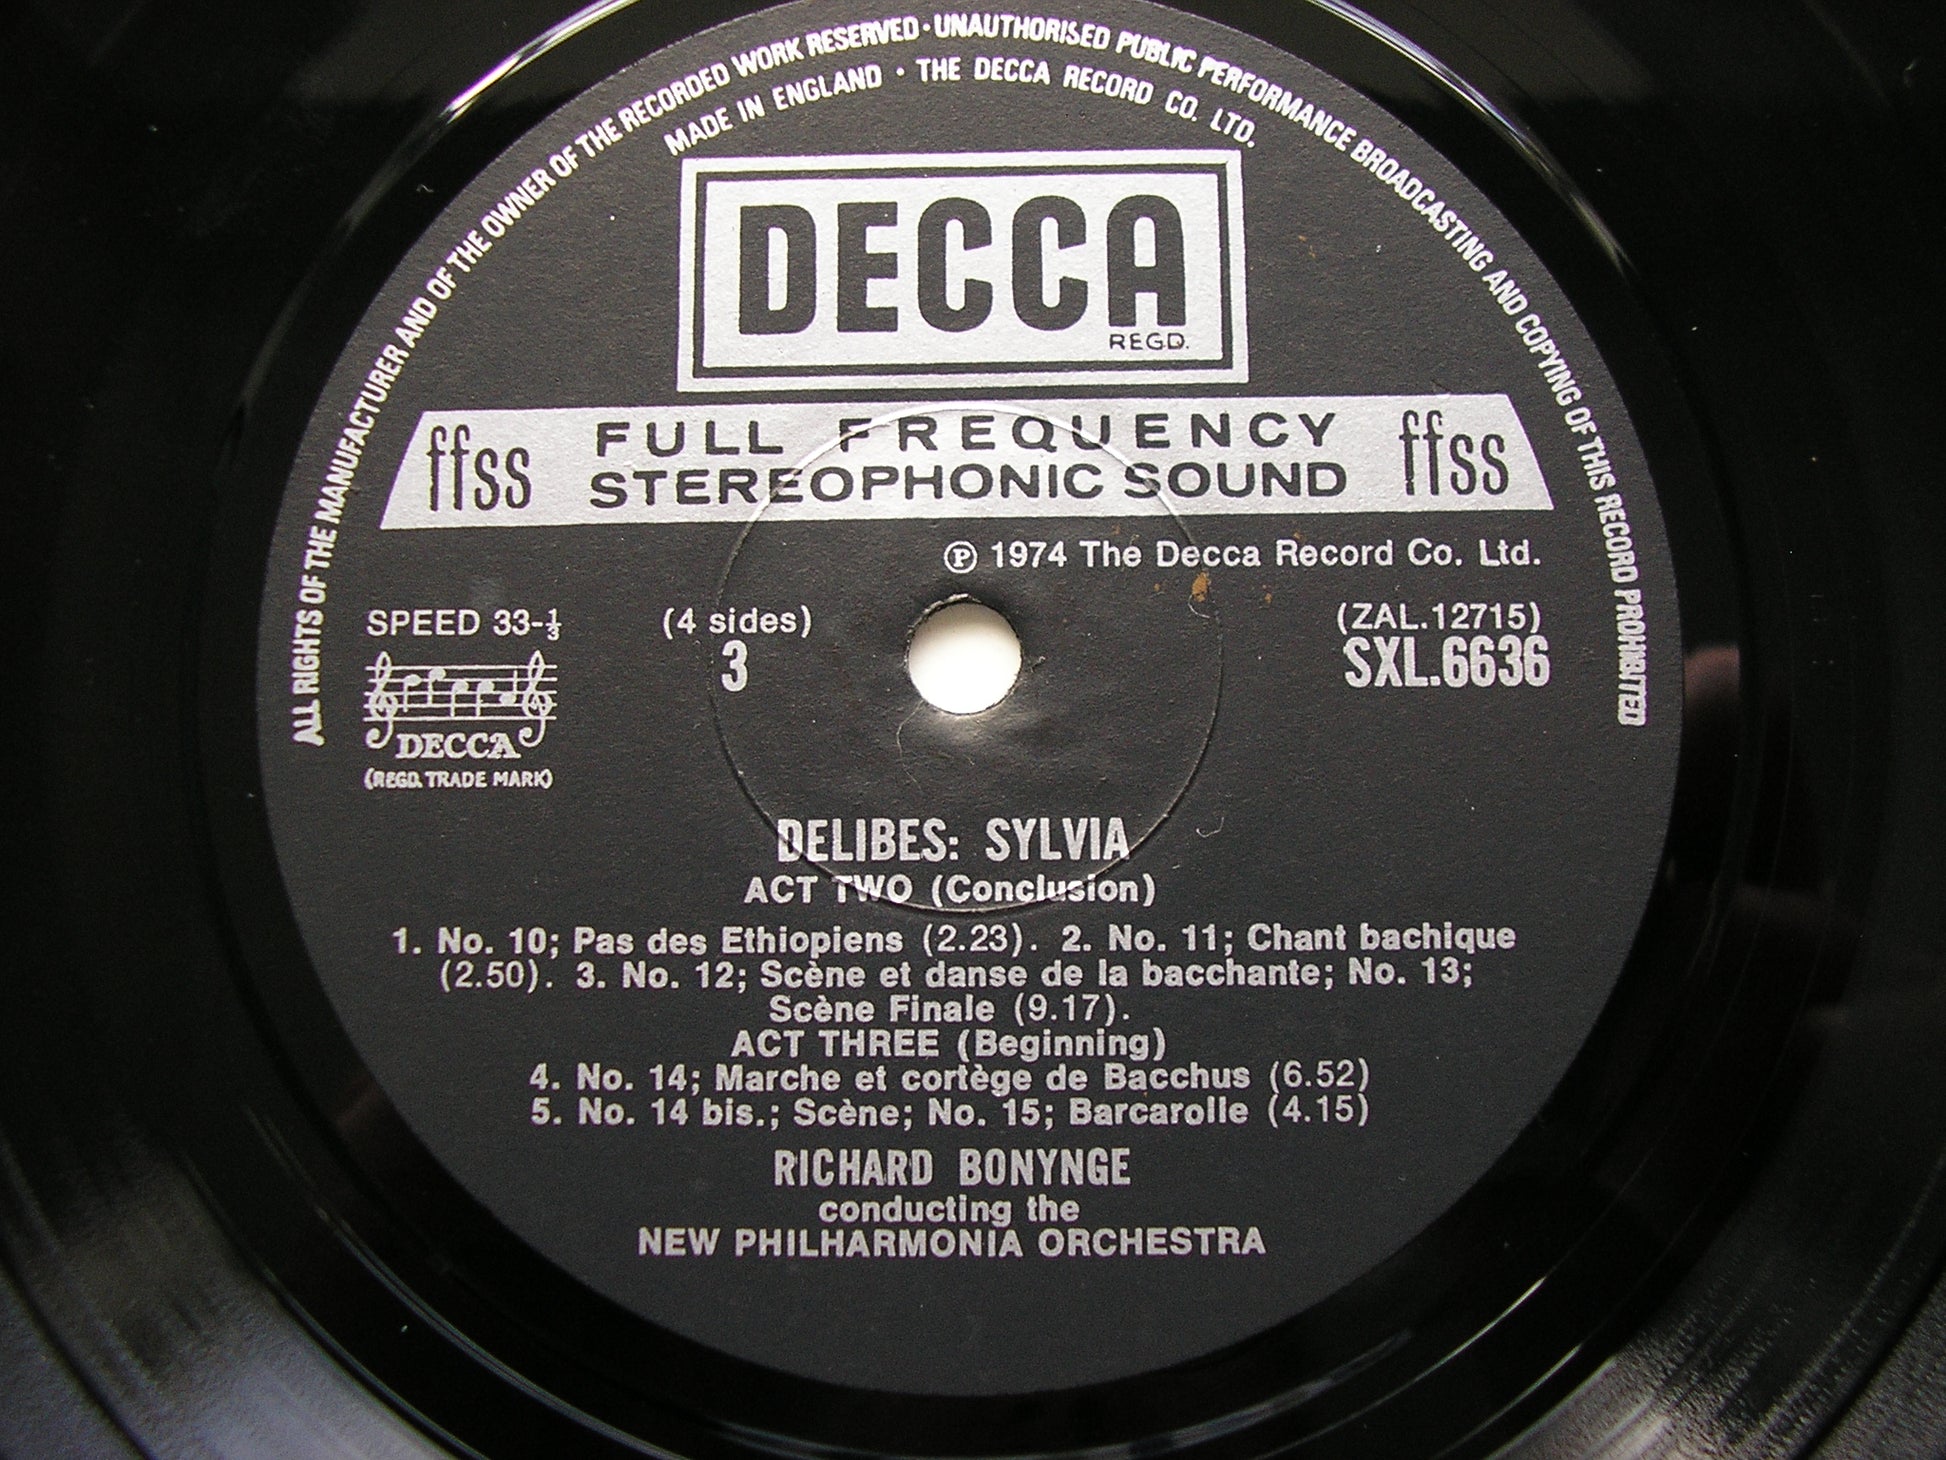 ALL RIGHTS OF THE MANUFACTURER AND OF THE OWNER OF THE RECORDED WORK RESERVED · UNAUTHORISED PUBLIC PERFORMANCE BROADCASTING AND COPYING OF THIS RECORD PROHIBITED
MADE IN ENGLAND · THE DECCA RECORD CO. LTD.
DECCA
REGD.
ffss FULL FREQUENCY ffss
STEREOPHONIC SOUND
Ⓟ 1974 The Decca Record Co. Ltd.
SPEED 33-⅓ (4 sides) (ZAL.12715)
3 SXL.6636
DECCA
(REGD. TRADE MARK)
DELIBES: SYLVIA
ACT TWO (Conclusion)
1. No. 10; Pas des Ethiopiens (2.23). 2. No. 11; Chant bachique
(2.50). 3. No. 12; Scène et danse de la bacchante; No. 13;
Scène Finale (9.17).
ACT THREE (Beginning)
4. No. 14; Marche et cortège de Bacchus (6.52)
5. No. 14 bis.; Scène; No. 15; Barcarolle (4.15)
RICHARD BONYNGE
conducting the
NEW PHILHARMONIA ORCHESTRA